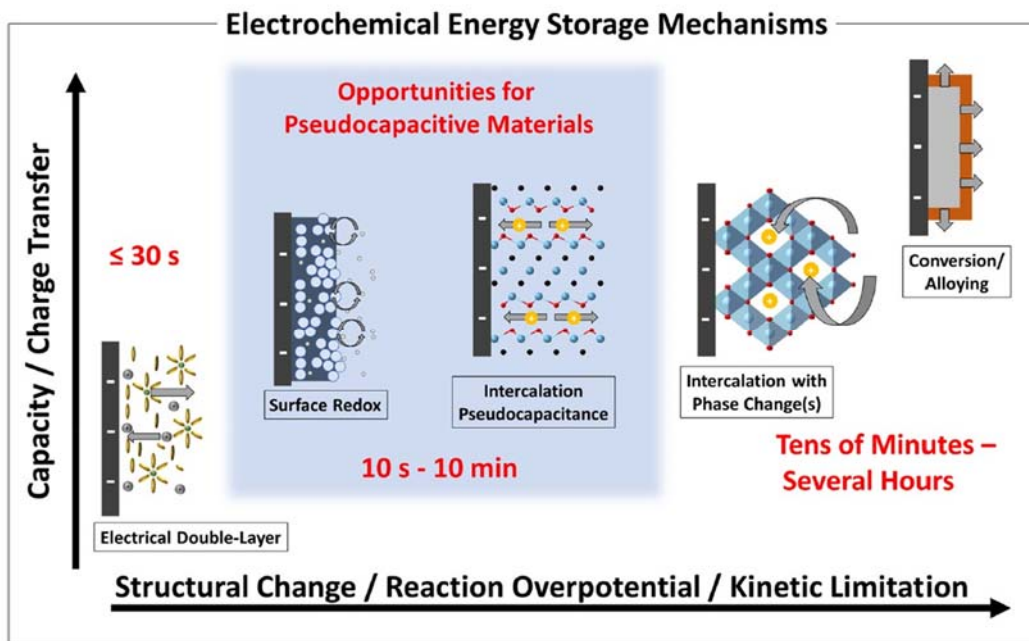 Electrochemical Energy Storage Mechanisms
Capacity / Charge Transfer
Opportunities for
Pseudocapacitive Materials
≤ 30 s
Electrical Double-Layer
Surface Redox
Intercalation
Pseudocapacitance
10 s - 10 min
Intercalation with
Phase Change(s)
Conversion/
Alloying
Tens of Minutes –
Several Hours
Structural Change / Reaction Overpotential / Kinetic Limitation